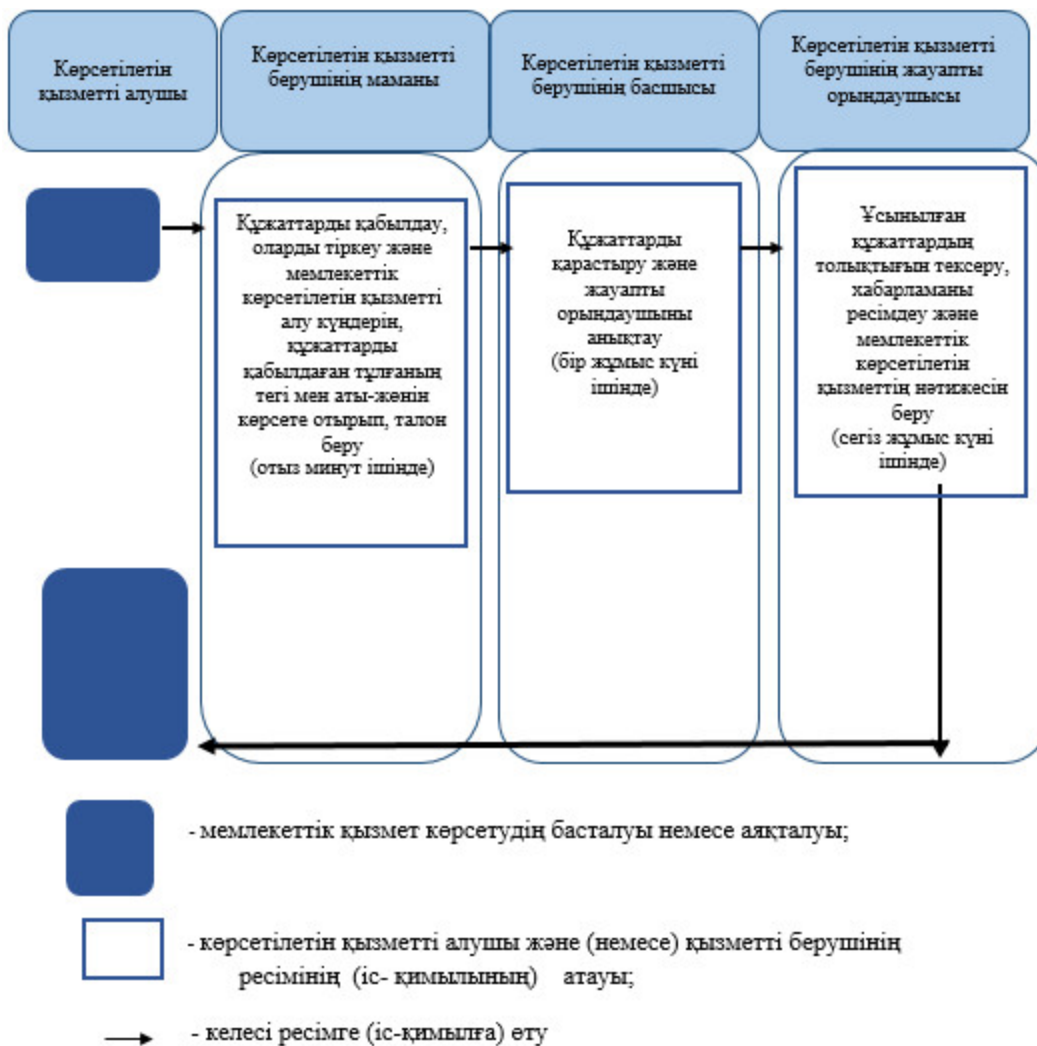 Көрсетілетін
қызметті алушы
Көрсетілетін қызметті
берушінің маманы
Көрсетілетін қызметті
берушінің басшысы
Көрсетілетін қызметті
берушінің жауапты
орындаушысы
Құжаттарды қабылдау,
оларды тіркеу және
мемлекеттік
көрсетілетін қызметті
алу күндерін,
құжаттарды
қабылдаған тұлғаның
тегі мен аты-жөнін
көрсете отырып, талон
беру
(отыз минут ішінде)
Құжаттарды
қарастыру және
жауапты
орындаушыны
анықтау
(бір жұмыс күні
ішінде)
Ұсынылған
құжаттардың
толықтығын тексеру,
хабарламаны
ресімдеу және
мемлекеттік
көрсетілетін
қызметтің нәтижесін
беру
(сегіз жұмыс күні
ішінде)
- мемлекеттік қызмет көрсетудің басталуы немесе аяқталуы;
- көрсетілетін қызметті алушы және (немесе) қызметті берушінің
ресімінің (іс- қимылының) атауы;
- келесі ресімге (іс-қимылға) өту